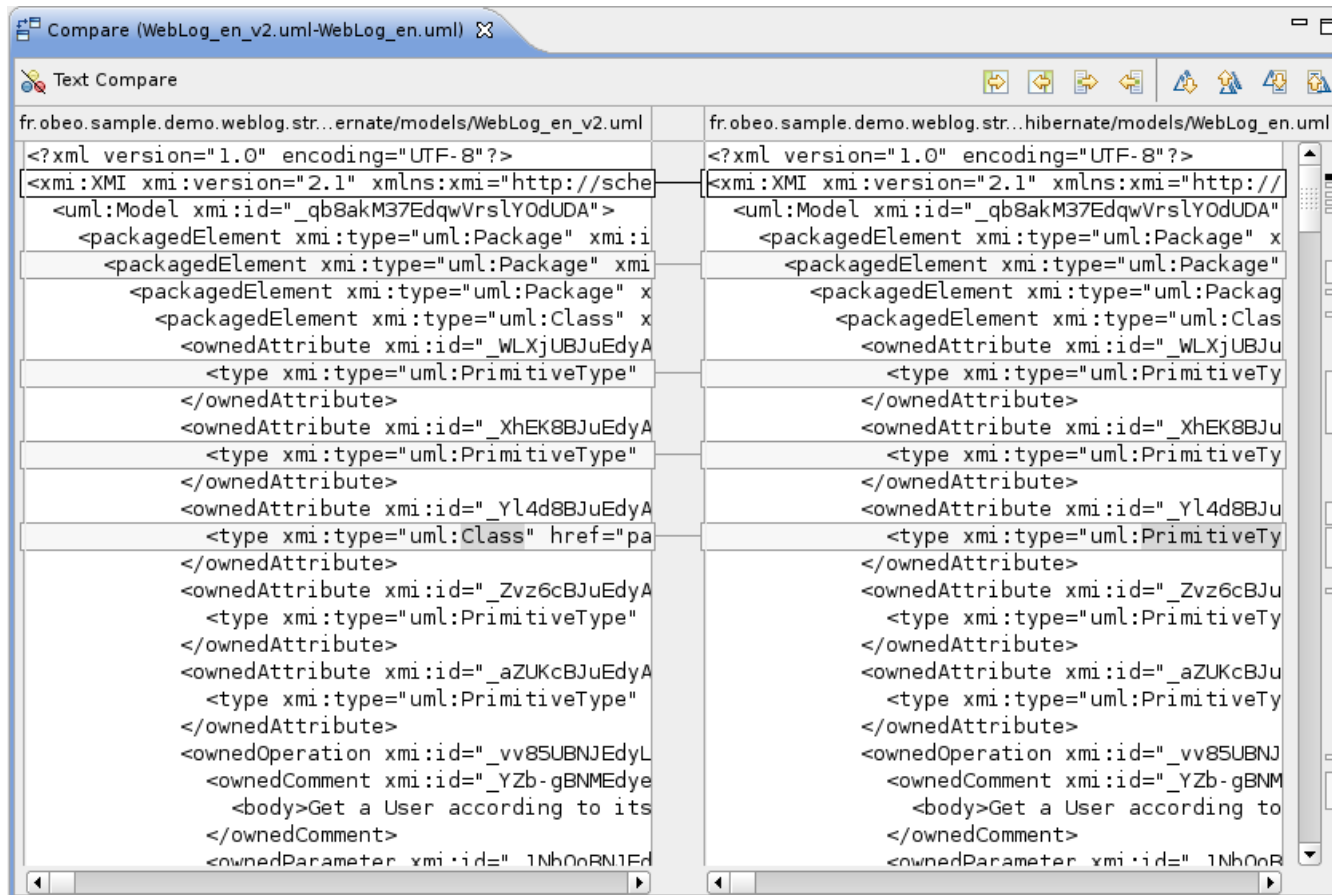 Compare (WebLog_en_v2.uml-WebLog_en.uml)
Text Compare
fr.obeo.sample.demo.weblog.str...ernate/models/WebLog_en_v2.uml
<?xml version="1.0" encoding="UTF-8"?>
<xmi:XMI xmi:version="2.1" xmlns:xmi="http://sche
<uml:Model xmi:id="_qb8akM37EdqwVrslYOdUDA">
<packagedElement xmi:type="uml:Package" xmi:i
<packagedElement xmi:type="uml:Package" xmi
<packagedElement xmi:type="uml:Package" x
<packagedElement xmi:type="uml:Class" x
<ownedAttribute xmi:id="_WLXjUBJuEdyA
<type xmi:type="uml:PrimitiveType"
</ownedAttribute>
<ownedAttribute xmi:id="_XhEK8BJuEdyA
<type xmi:type="uml:PrimitiveType"
</ownedAttribute>
<ownedAttribute xmi:id="_Yl4d8BJuEdyA
<type xmi:type="uml:Class" href="pa
</ownedAttribute>
<ownedAttribute xmi:id="_Zvz6cBJuEdyA
<type xmi:type="uml:PrimitiveType"
</ownedAttribute>
<ownedAttribute xmi:id="_aZUKcBJuEdyA
<type xmi:type="uml:PrimitiveType"
</ownedAttribute>
<ownedOperation xmi:id="_vv85UBNJEdyL
<ownedComment xmi:id="_YZb-gBNMEdye
<body>Get a User according to its
</ownedComment>
<ownedParameter xmi:id="_1NbOoBNJEd
fr.obeo.sample.demo.weblog.str...hibernate/models/WebLog_en.uml
<?xml version="1.0" encoding="UTF-8"?>
<xmi:XMI xmi:version="2.1" xmlns:xmi="http://
<uml:Model xmi:id="_qb8akM37EdqwVrslYOdUDA"
<packagedElement xmi:type="uml:Package" x
<packagedElement xmi:type="uml:Package"
<packagedElement xmi:type="uml:Packag
<packagedElement xmi:type="uml:Clas
<ownedAttribute xmi:id="_WLXjUBJu
<type xmi:type="uml:PrimitiveTy
</ownedAttribute>
<ownedAttribute xmi:id="_XhEK8BJu
<type xmi:type="uml:PrimitiveTy
</ownedAttribute>
<ownedAttribute xmi:id="_Yl4d8BJu
<type xmi:type="uml:PrimitiveTy
</ownedAttribute>
<ownedAttribute xmi:id="_Zvz6cBJu
<type xmi:type="uml:PrimitiveTy
</ownedAttribute>
<ownedAttribute xmi:id="_aZUKcBJu
<type xmi:type="uml:PrimitiveTy
</ownedAttribute>
<ownedOperation xmi:id="_vv85UBNJ
<ownedComment xmi:id="_YZb-gBNM
<body>Get a User according to
</ownedComment>
<ownedParameter xmi:id="_1NbOoB